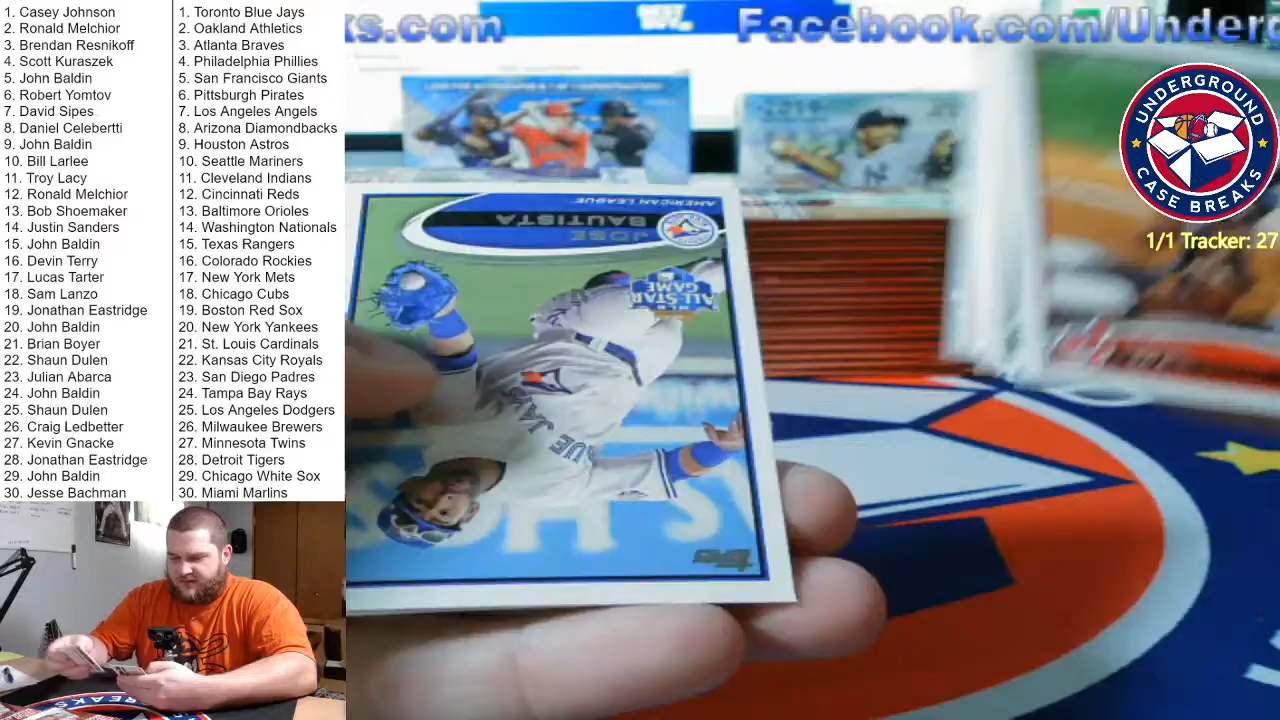 1. Casey Johnson
2. Ronald Melchior
3. Brendan Resnikoff
4. Scott Kuraszek
5. John Baldin
6. Robert Yomtov
7. David Sipes
8. Daniel Celebertti
9. John Baldin
10. Bill Larlee
11. Troy Lacy
12. Ronald Melchior
13. Bob Shoemaker
14. Justin Sanders
15. John Baldin
16. Devin Terry
17. Lucas Tarter
18. Sam Lanzo
19. Jonathan Eastridge
20. John Baldin
21. Brian Boyer
22. Shaun Dulen
23. Julian Abarca
24. John Baldin
25. Shaun Dulen
26. Craig Ledbetter
27. Kevin Gnacke
28. Jonathan Eastridge
29. John Baldin
30. Jesse Bachman
1. Toronto Blue Jays
2. Oakland Athletics
3. Atlanta Braves
4. Philadelphia Phillies
5. San Francisco Giants
6. Pittsburgh Pirates
7. Los Angeles Angels
8. Arizona Diamondbacks
9. Houston Astros
10. Seattle Mariners
11. Cleveland Indians
12. Cincinnati Reds
13. Baltimore Orioles
14. Washington Nationals
15. Texas Rangers
16. Colorado Rockies
17. New York Mets
18. Chicago Cubs
19. Boston Red Sox
20. New York Yankees
21. St. Louis Cardinals
22. Kansas City Royals
23. San Diego Padres
24. Tampa Bay Rays
25. Los Angeles Dodgers
26. Milwaukee Brewers
27. Minnesota Twins
28. Detroit Tigers
29. Chicago White Sox
30. Miami Marlins
ks.com Facebook.com/Underg
UNDERGROUND
CASE BREAKS
1/1 Tracker: 27
2019
AMERICAN LEAGUE
JOSE
BAUTISTA
ALL-STAR
GAME
BLUE JAYS
Topps
BREAKS